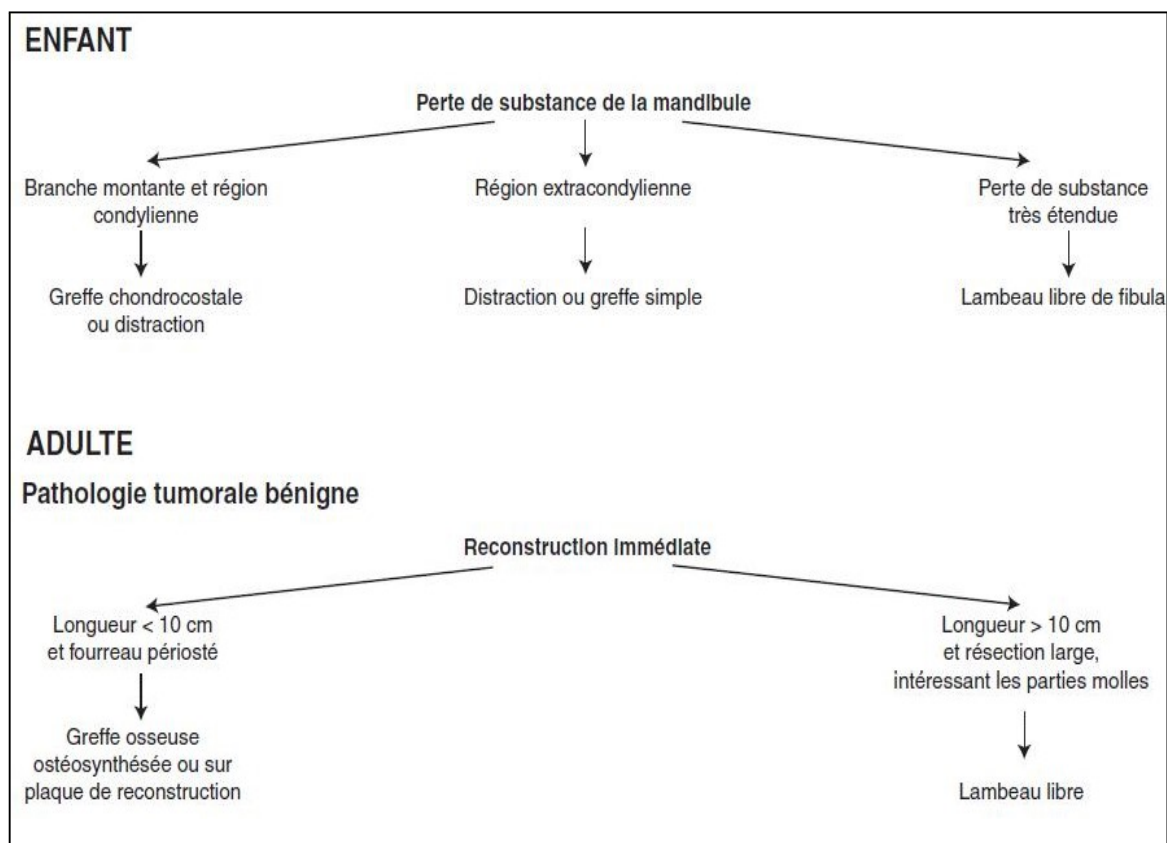 ENFANT
Perte de substance de la mandibule
Branche montante et région
condylienne
Région extracondylienne
Perte de substance
très étendue
Greffe chondrocostale
ou distraction
Distraction ou greffe simple
Lambeau libre de fibula
ADULTE
Pathologie tumorale bénigne
Reconstruction immédiate
Longueur < 10 cm
et fourreau périosté
Longueur > 10 cm
et résection large,
intéressant les parties molles
Greffe osseuse
ostéosynthésée ou sur
plaque de reconstruction
Lambeau libre